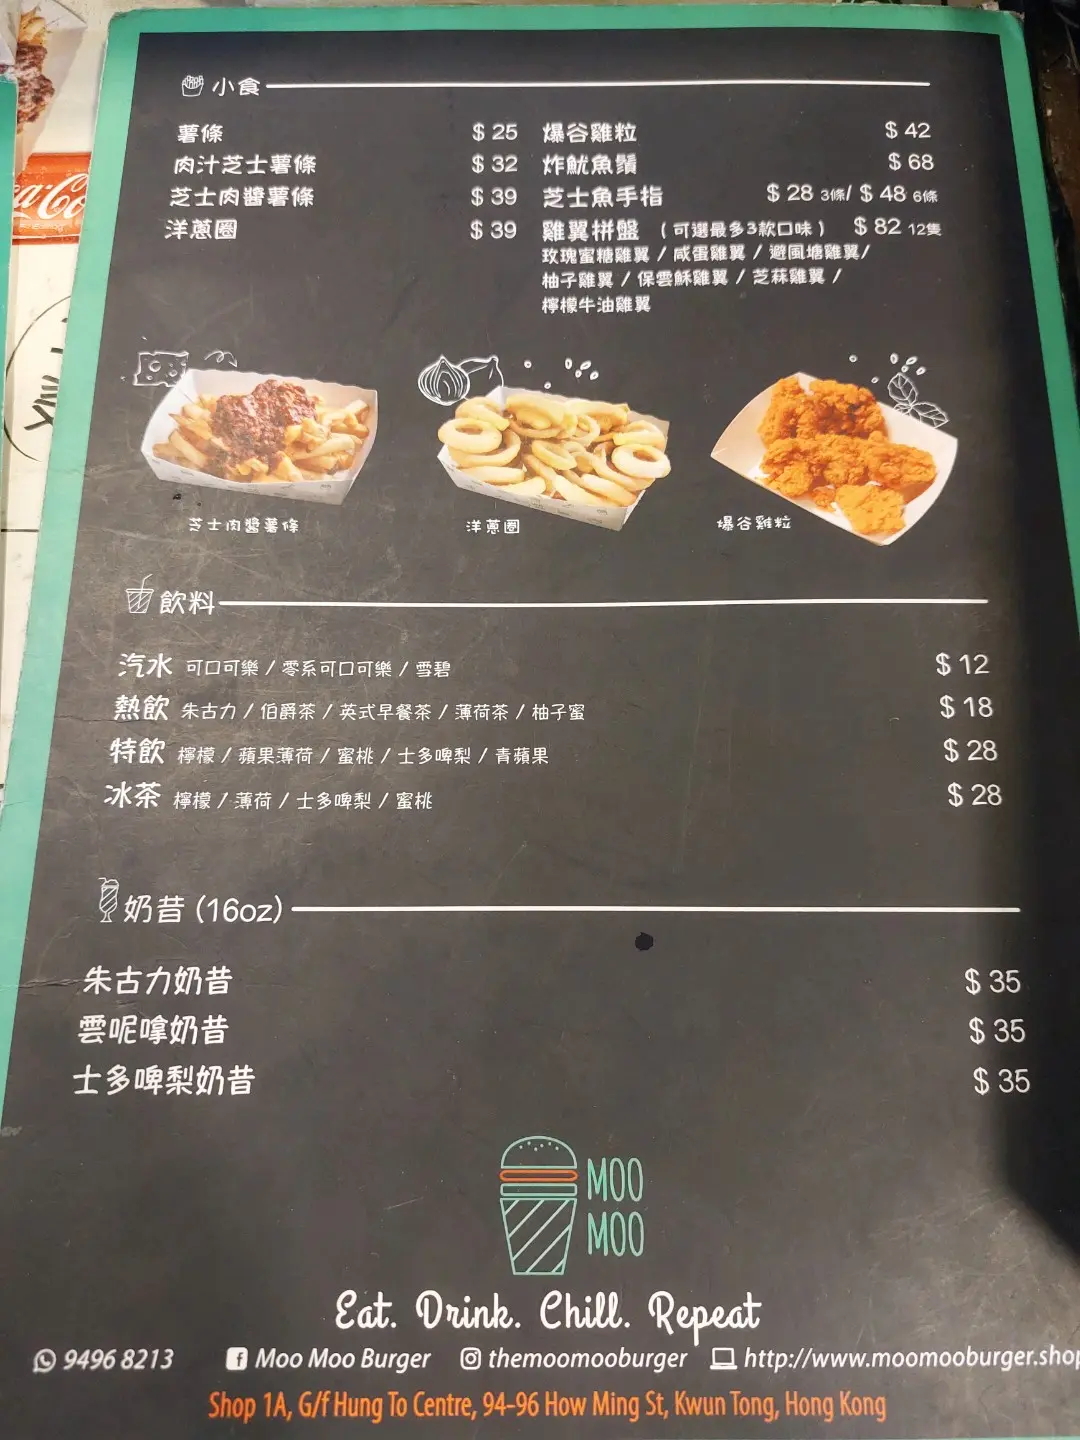 小食
薯條 $ 25
肉汁芝士薯條 $ 32
芝士肉醬薯條 $ 39
洋蔥圈 $ 39
爆谷雞粒 $ 42
炸魷魚鬚 $ 68
芝士魚手指 $ 28 3條/ $ 48 6條
雞翼拼盤 (可選最多3款口味) $ 82 12隻
玫瑰蜜糖雞翼 / 咸蛋雞翼 / 避風塘雞翼/
柚子雞翼 / 保雲穌雞翼 / 芝蔴雞翼 /
檸檬牛油雞翼
芝士肉醬薯條
洋蔥圈
爆谷雞粒
飲料
汽水 可口可樂 / 零系可口可樂 / 雪碧 $ 12
熱飲 朱古力 / 伯爵茶 / 英式早餐茶 / 薄荷茶 / 柚子蜜 $ 18
特飲 檸檬 / 蘋果薄荷 / 蜜桃 / 士多啤梨 / 青蘋果 $ 28
冰茶 檸檬 / 薄荷 / 士多啤梨 / 蜜桃 $ 28
奶昔 (16oz)
朱古力奶昔 $ 35
雲呢拿奶昔 $ 35
士多啤梨奶昔 $ 35
MOO
MOO
Eat. Drink. Chill. Repeat
9496 8213 Moo Moo Burger themoomooburger http://www.moomooburger.shop
Shop 1A, G/f Hung To Centre, 94-96 How Ming St, Kwun Tong, Hong Kong